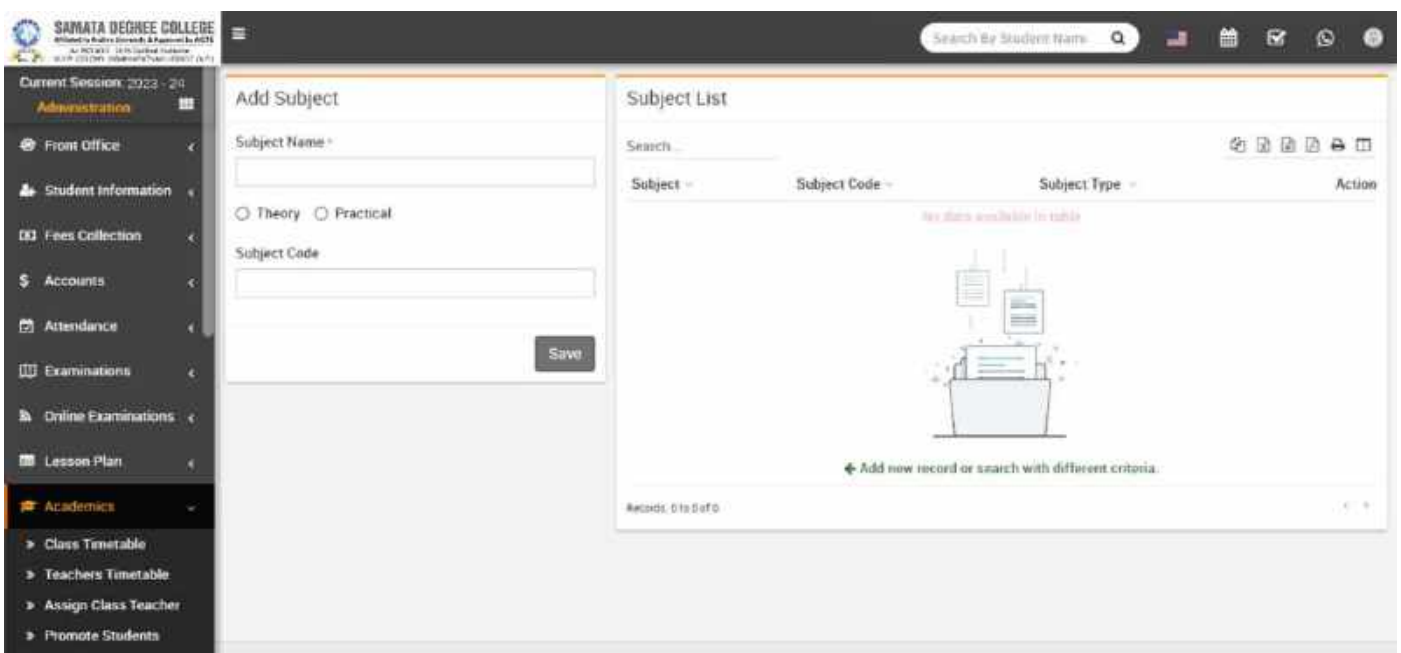 SAMATA DEGREE COLLEGE
Search By Student Name
Current Session: 2023 - 24
Administration
Front Office
Student Information
Fees Collection
Accounts
Attendance
Examinations
Online Examinations
Lesson Plan
Academics
Class Timetable
Teachers Timetable
Assign Class Teacher
Promote Students
Add Subject
Subject Name *
Theory Practical
Subject Code
Save
Subject List
Search...
Subject Subject Code Subject Type Action
No data available in table
Add new record or search with different criteria.
Records: 0 to 0 of 0